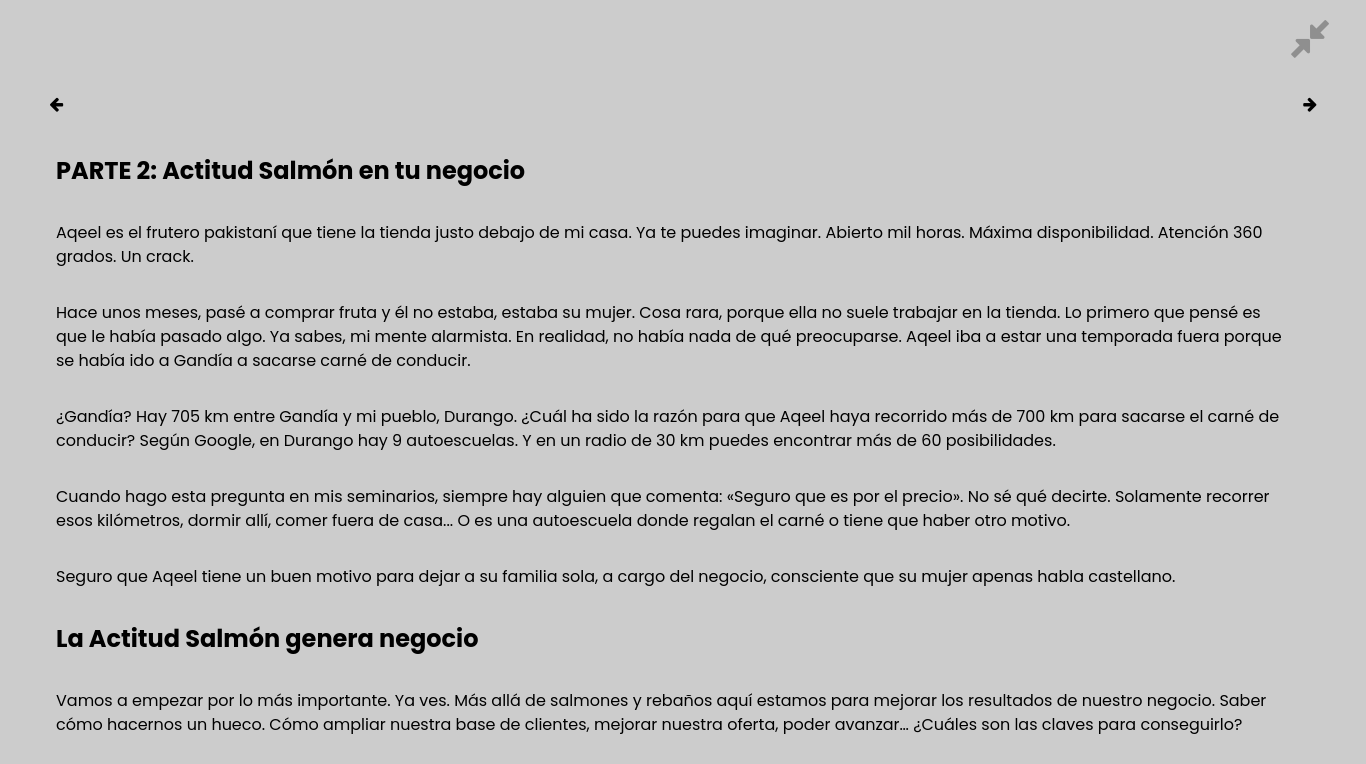 PARTE 2: Actitud Salmón en tu negocio
Aqeel es el frutero pakistaní que tiene la tienda justo debajo de mi casa. Ya te puedes imaginar. Abierto mil horas. Máxima disponibilidad. Atención 360
grados. Un crack.
Hace unos meses, pasé a comprar fruta y él no estaba, estaba su mujer. Cosa rara, porque ella no suele trabajar en la tienda. Lo primero que pensé es
que le había pasado algo. Ya sabes, mi mente alarmista. En realidad, no había nada de qué preocuparse. Aqeel iba a estar una temporada fuera porque
se había ido a Gandía a sacarse carné de conducir.
¿Gandía? Hay 705 km entre Gandía y mi pueblo, Durango. ¿Cuál ha sido la razón para que Aqeel haya recorrido más de 700 km para sacarse el carné de
conducir? Según Google, en Durango hay 9 autoescuelas. Y en un radio de 30 km puedes encontrar más de 60 posibilidades.
Cuando hago esta pregunta en mis seminarios, siempre hay alguien que comenta: «Seguro que es por el precio». No sé qué decirte. Solamente recorrer
esos kilómetros, dormir allí, comer fuera de casa... O es una autoescuela donde regalan el carné o tiene que haber otro motivo.
Seguro que Aqeel tiene un buen motivo para dejar a su familia sola, a cargo del negocio, consciente que su mujer apenas habla castellano.
La Actitud Salmón genera negocio
Vamos a empezar por lo más importante. Ya ves. Más allá de salmones y rebaños aquí estamos para mejorar los resultados de nuestro negocio. Saber
cómo hacernos un hueco. Cómo ampliar nuestra base de clientes, mejorar nuestra oferta, poder avanzar… ¿Cuáles son las claves para conseguirlo?